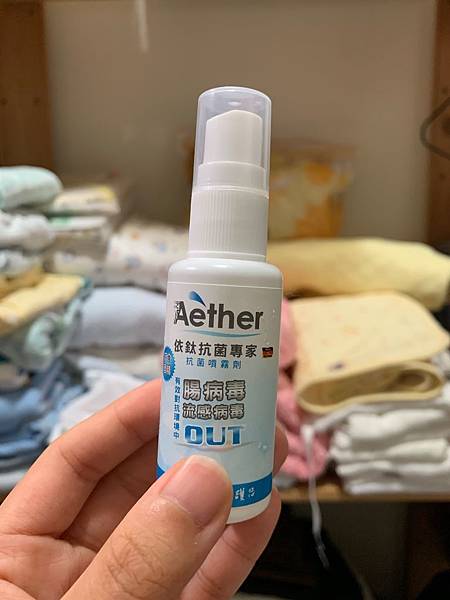 Aether
依鈦抗菌專家
抗菌噴霧劑
有效對抗環境中
腸病毒
流感病毒
OUT